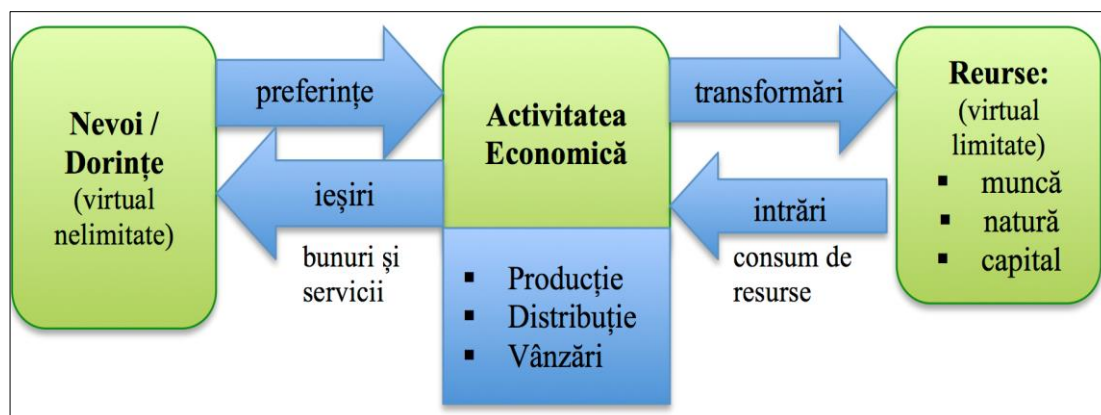 Nevoi /
Dorințe
(virtual
nelimitate)
preferințe
ieșiri
bunuri și
servicii
Activitatea
Economică
▪ Producție
▪ Distribuție
▪ Vânzări
transformări
intrări
consum de
resurse
Reurse:
(virtual
limitate)
▪ muncă
▪ natură
▪ capital